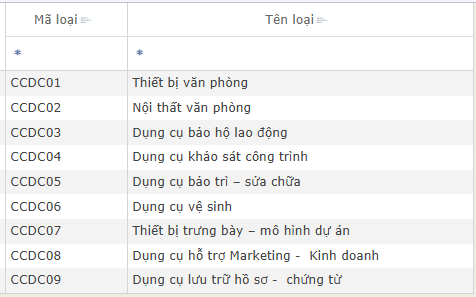 Mã loại Tên loại
* *
CCDC01 Thiết bị văn phòng
CCDC02 Nội thất văn phòng
CCDC03 Dụng cụ bảo hộ lao động
CCDC04 Dụng cụ khảo sát công trình
CCDC05 Dụng cụ bảo trì – sửa chữa
CCDC06 Dụng cụ vệ sinh
CCDC07 Thiết bị trưng bày – mô hình dự án
CCDC08 Dụng cụ hỗ trợ Marketing -  Kinh doanh
CCDC09 Dụng cụ lưu trữ hồ sơ -  chứng từ